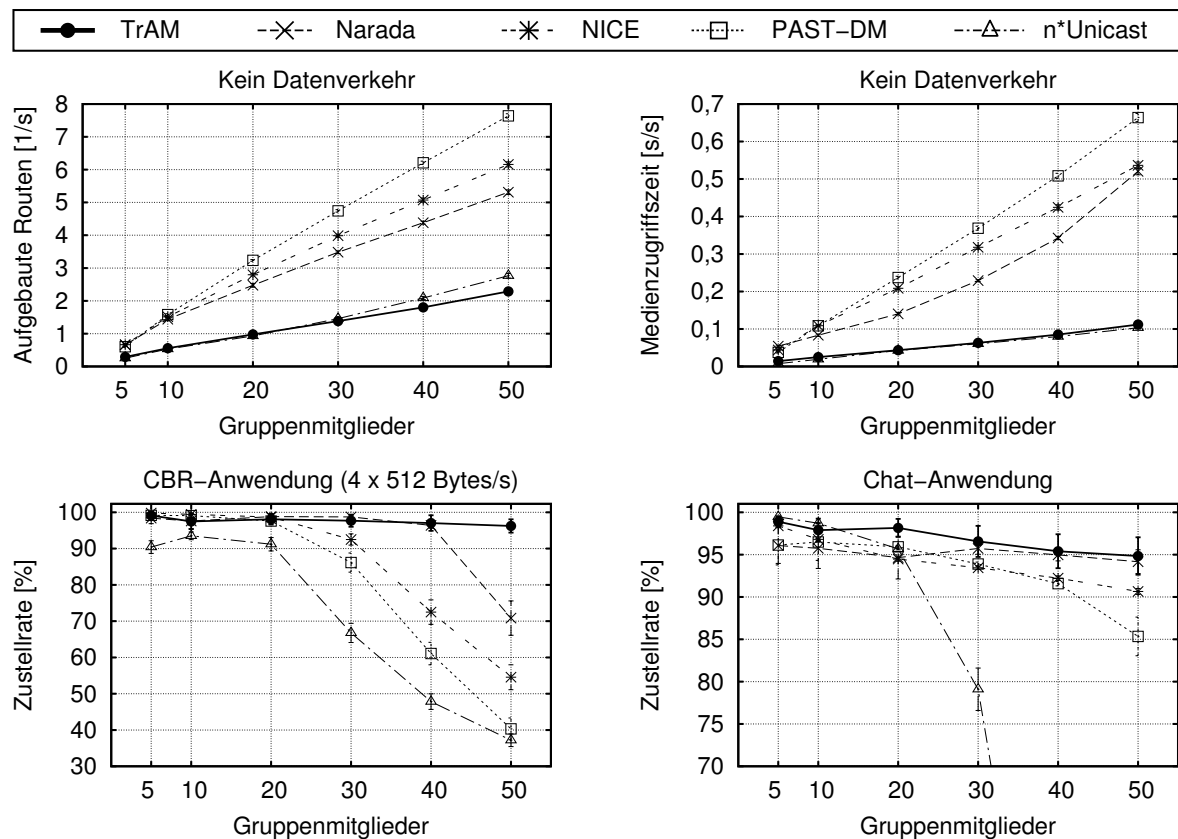 TrAM Narada NICE PAST-DM n*Unicast
Kein Datenverkehr
Aufgebaute Routen [1/s]
8
7
6
5
4
3
2
1
0
5 10 20 30 40 50
Gruppenmitglieder
Kein Datenverkehr
Medienzugriffszeit [s/s]
0,7
0,6
0,5
0,4
0,3
0,2
0,1
0
5 10 20 30 40 50
Gruppenmitglieder
CBR-Anwendung (4 x 512 Bytes/s)
Zustellrate [%]
100
90
80
70
60
50
40
30
5 10 20 30 40 50
Gruppenmitglieder
Chat-Anwendung
Zustellrate [%]
100
95
90
85
80
75
70
5 10 20 30 40 50
Gruppenmitglieder